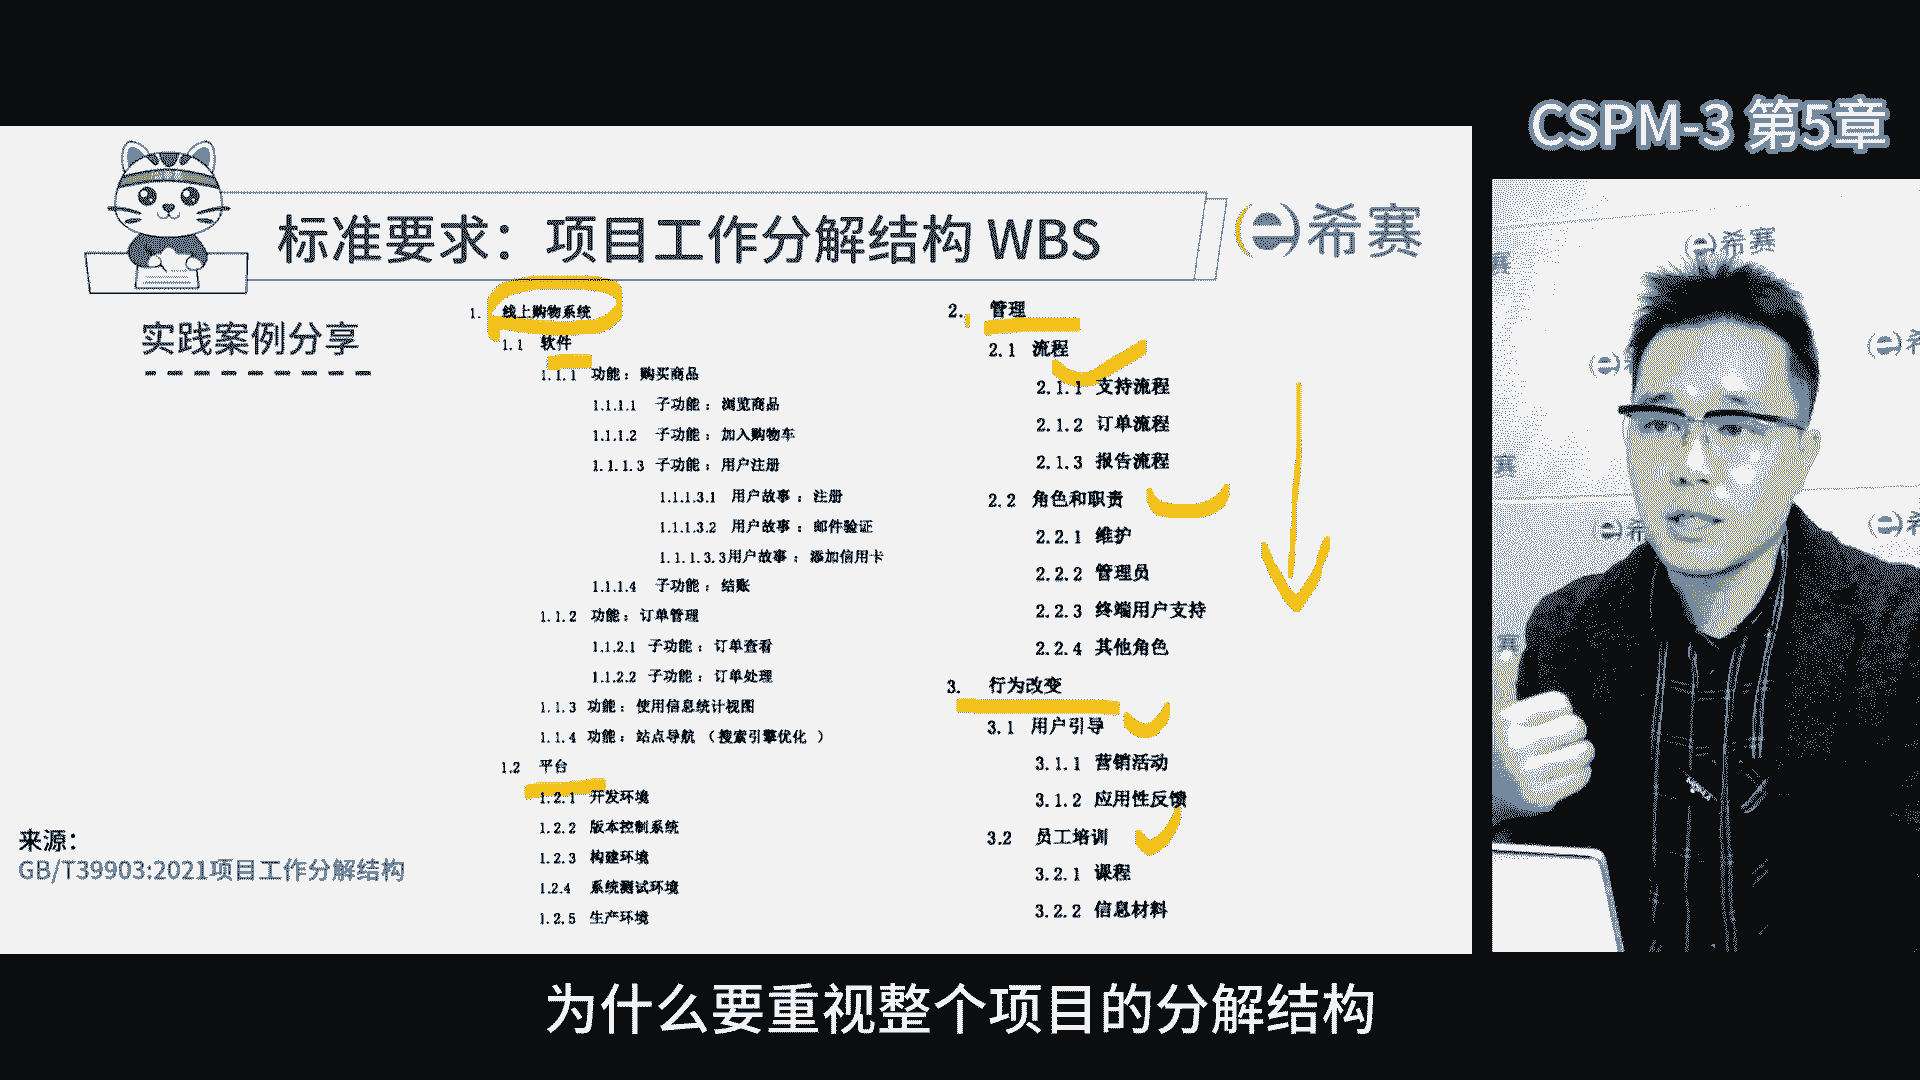 CSPM-3 第5章
标准要求：项目工作分解结构 WBS
e希赛
实践案例分享
1. 线上购物系统
1.1 软件
1.1.1 功能：购买商品
1.1.1.1 子功能：浏览商品
1.1.1.2 子功能：加入购物车
1.1.1.3 子功能：用户注册
1.1.1.3.1 用户故事：注册
1.1.1.3.2 用户故事：邮件验证
1.1.1.3.3用户故事：添加信用卡
1.1.1.4 子功能：结账
1.1.2 功能：订单管理
1.1.2.1 子功能：订单查看
1.1.2.2 子功能：订单处理
1.1.3 功能：使用信息统计视图
1.1.4 功能：站点导航（搜索引擎优化）
1.2 平台
1.2.1 开发环境
1.2.2 版本控制系统
1.2.3 构建环境
1.2.4 系统测试环境
1.2.5 生产环境
2. 管理
2.1 流程
2.1.1 支持流程
2.1.2 订单流程
2.1.3 报告流程
2.2 角色和职责
2.2.1 维护
2.2.2 管理员
2.2.3 终端用户支持
2.2.4 其他角色
3. 行为改变
3.1 用户引导
3.1.1 营销活动
3.1.2 应用性反馈
3.2 员工培训
3.2.1 课程
3.2.2 信息材料
来源：
GB/T39903:2021项目工作分解结构
e希赛
赛
e希
e希
赛
e希
e希
赛
为什么要重视整个项目的分解结构